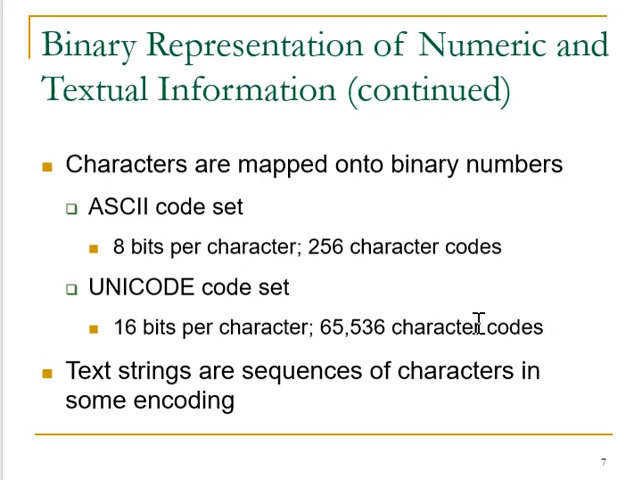 Binary Representation of Numeric and
Textual Information (continued)
Characters are mapped onto binary numbers
ASCII code set
8 bits per character; 256 character codes
UNICODE code set
16 bits per character; 65,536 character codes
Text strings are sequences of characters in
some encoding
7